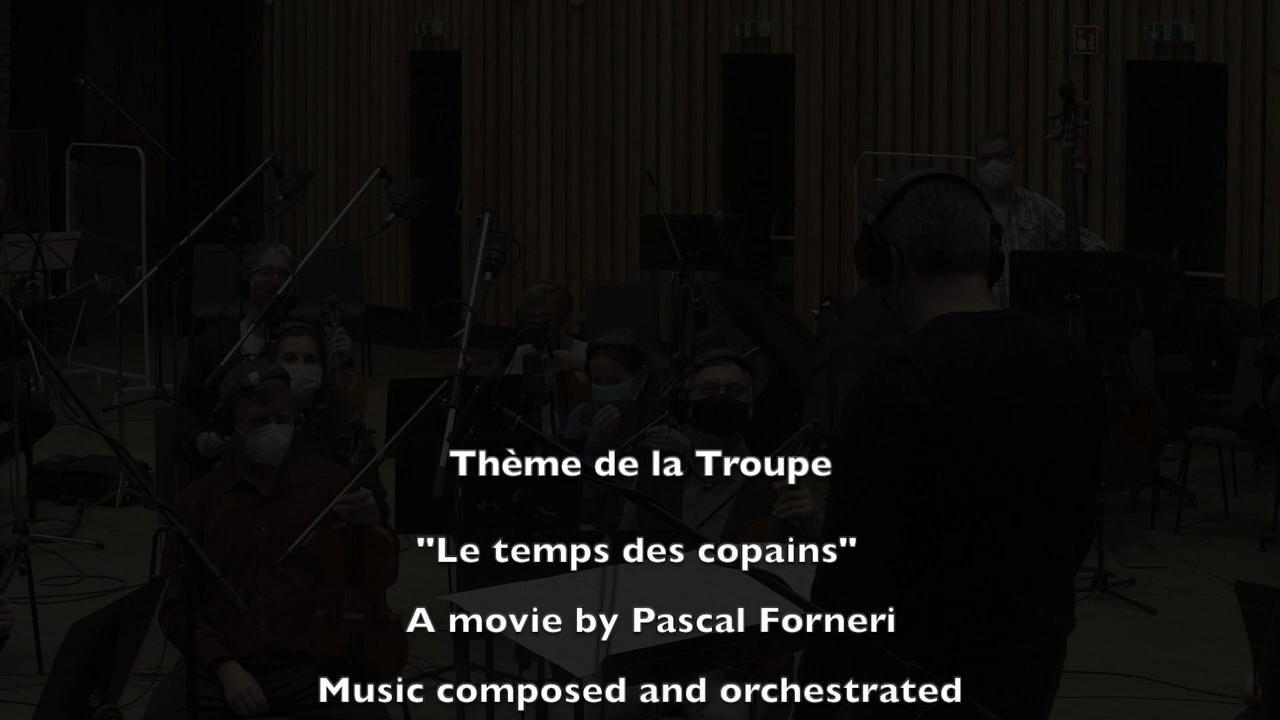 Thème de la Troupe
"Le temps des copains"
A movie by Pascal Forneri
Music composed and orchestrated